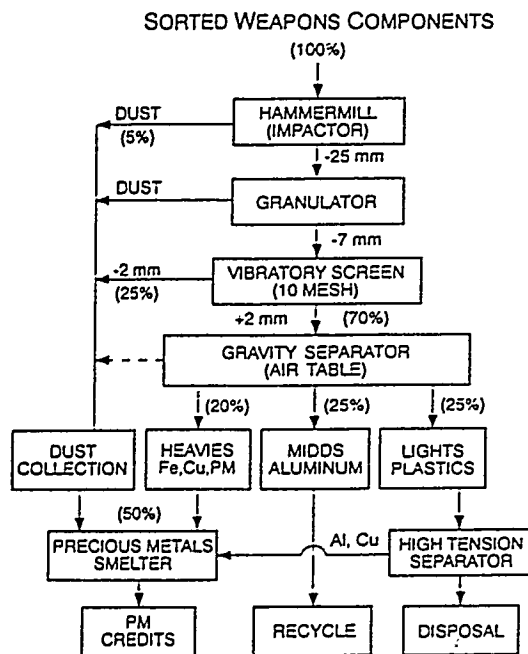 SORTED WEAPONS COMPONENTS
(100%)
DUST
(5%)
HAMMERMILL
(IMPACTOR)
-25 mm
DUST
GRANULATOR
-7 mm
-2 mm
(25%)
VIBRATORY SCREEN
(10 MESH)
+2 mm
(70%)
GRAVITY SEPARATOR
(AIR TABLE)
(20%)
(25%)
(25%)
DUST
COLLECTION
HEAVIES
Fe,Cu,PM
MIDDS
ALUMINUM
LIGHTS
PLASTICS
(50%)
PRECIOUS METALS
SMELTER
Al, Cu
HIGH TENSION
SEPARATOR
PM
CREDITS
RECYCLE
DISPOSAL